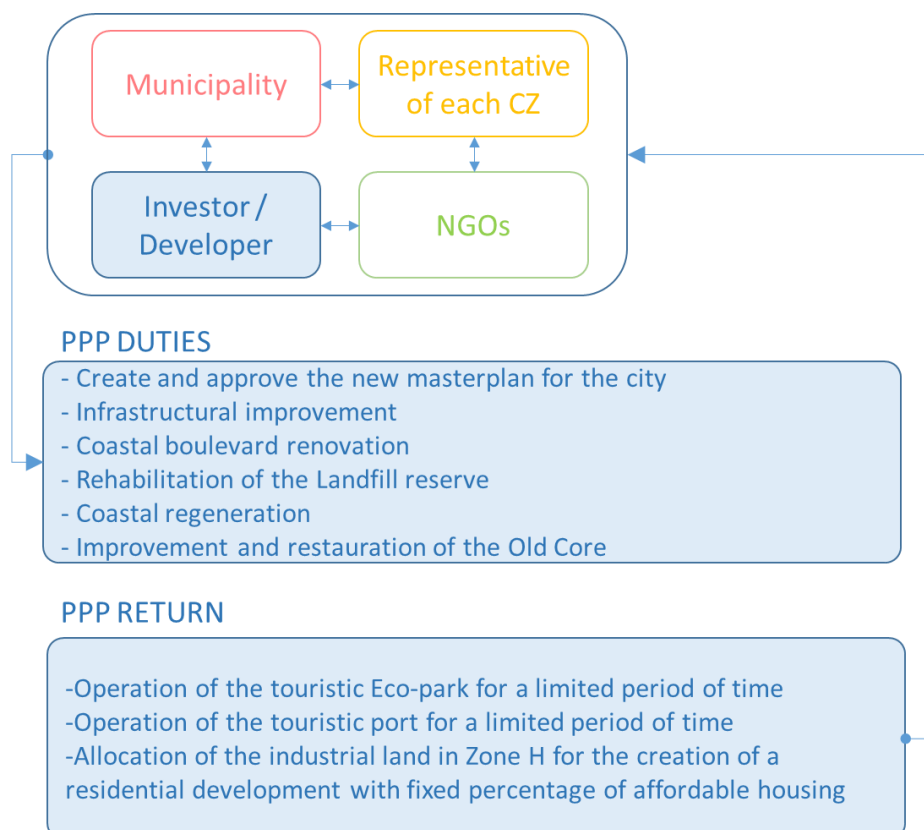 Municipality
Representative
of each CZ
Investor /
Developer
NGOs
PPP DUTIES
- Create and approve the new masterplan for the city
- Infrastructural improvement
- Coastal boulevard renovation
- Rehabilitation of the Landfill reserve
- Coastal regeneration
- Improvement and restauration of the Old Core
PPP RETURN
-Operation of the touristic Eco-park for a limited period of time
-Operation of the touristic port for a limited period of time
-Allocation of the industrial land in Zone H for the creation of a
residential development with fixed percentage of affordable housing